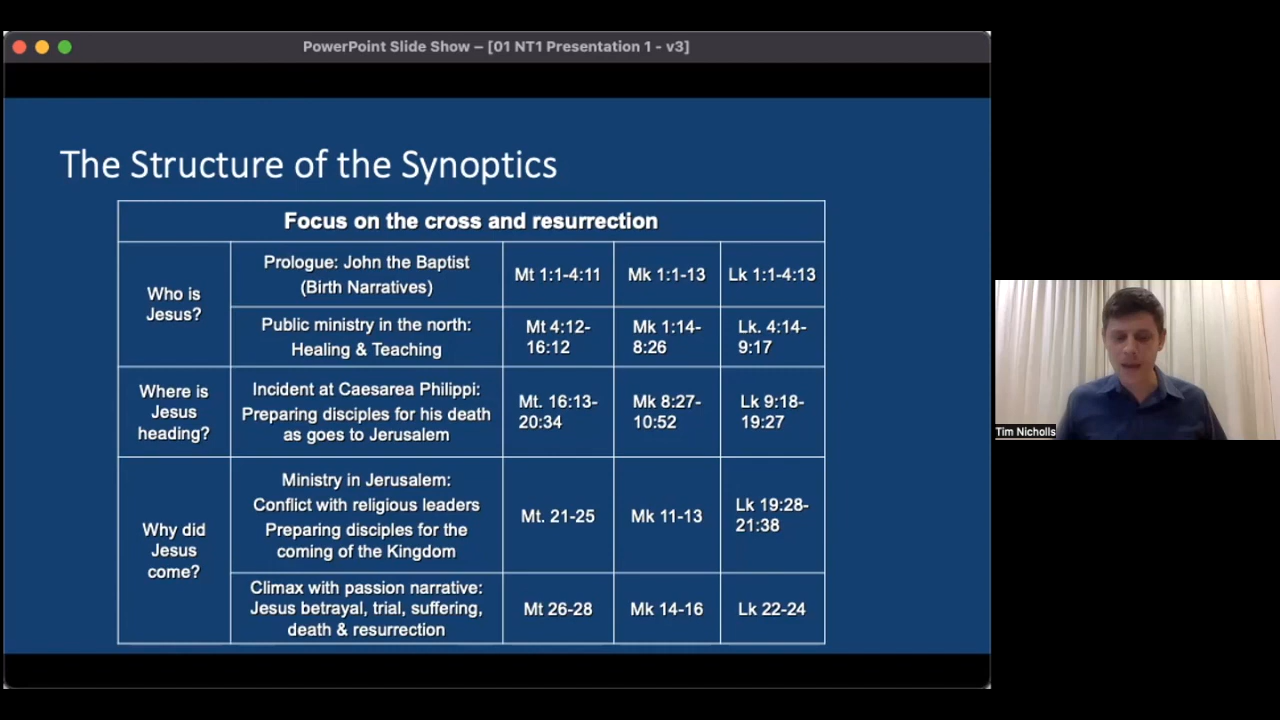 PowerPoint Slide Show – [01 NT1 Presentation 1 - v3]
The Structure of the Synoptics
Focus on the cross and resurrection
Who is
Jesus?
Prologue: John the Baptist
(Birth Narratives)
Mt 1:1-4:11
Mk 1:1-13
Lk 1:1-4:13
Public ministry in the north:
Healing & Teaching
Mt 4:12-
16:12
Mk 1:14-
8:26
Lk. 4:14-
9:17
Where is
Jesus
heading?
Incident at Caesarea Philippi:
Preparing disciples for his death
as goes to Jerusalem
Mt. 16:13-
20:34
Mk 8:27-
10:52
Lk 9:18-
19:27
Why did
Jesus
come?
Ministry in Jerusalem:
Conflict with religious leaders
Preparing disciples for the
coming of the Kingdom
Mt. 21-25
Mk 11-13
Lk 19:28-
21:38
Climax with passion narrative:
Jesus betrayal, trial, suffering,
death & resurrection
Mt 26-28
Mk 14-16
Lk 22-24
Tim Nicholls